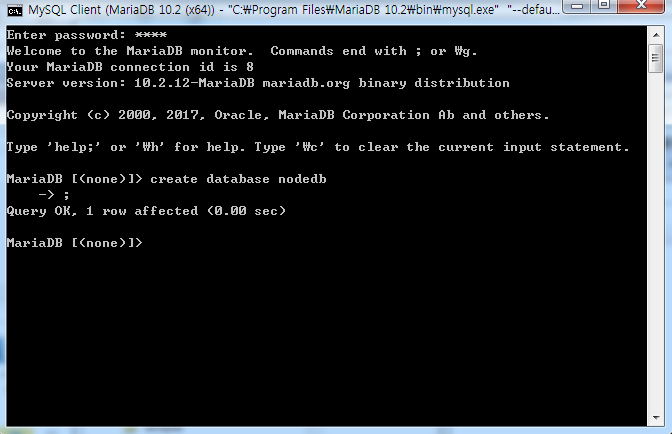 MySQL Client (MariaDB 10.2 (x64)) - "C:₩Program Files₩MariaDB 10.2₩bin₩mysql.exe" "--defau...
Enter password: ****
Welcome to the MariaDB monitor.  Commands end with ; or ₩g.
Your MariaDB connection id is 8
Server version: 10.2.12-MariaDB mariadb.org binary distribution

Copyright (c) 2000, 2017, Oracle, MariaDB Corporation Ab and others.

Type 'help;' or '₩h' for help. Type '₩c' to clear the current input statement.

MariaDB [(none)]> create database nodedb
    -> ;
Query OK, 1 row affected (0.00 sec)

MariaDB [(none)]>